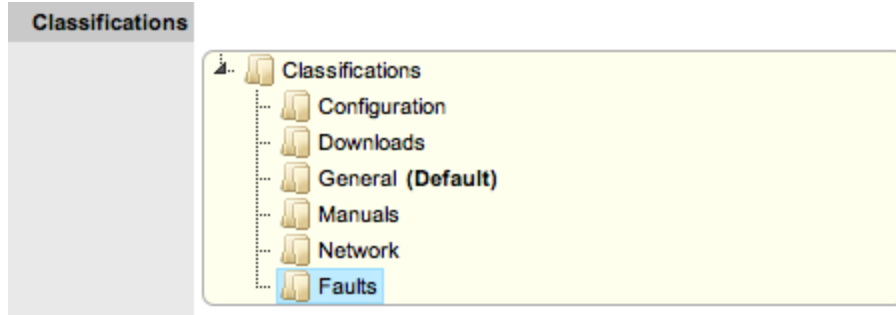 Classifications
Classifications
Configuration
Downloads
General (Default)
Manuals
Network
Faults